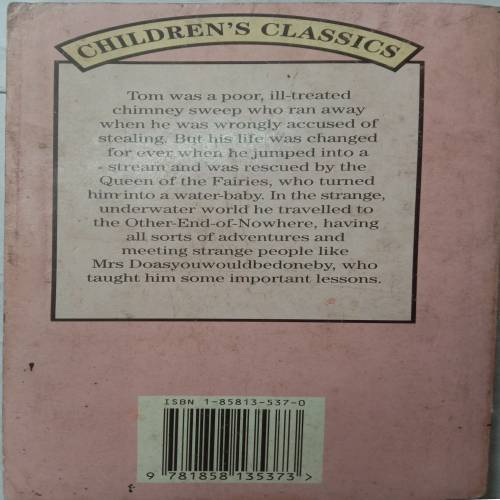 CHILDREN'S CLASSICS
Tom was a poor, ill-treated
chimney sweep who ran away
when he was wrongly accused of
stealing. But his life was changed
for ever when he jumped into a
stream and was rescued by the
Queen of the Fairies, who turned
him into a water-baby. In the strange,
underwater world he travelled to
the Other-End-of-Nowhere, having
all sorts of adventures and
meeting strange people like
Mrs Doasyouwouldbedoneby, who
taught him some important lessons.
ISBN 1-85813-537-0
9 781858 135373 >